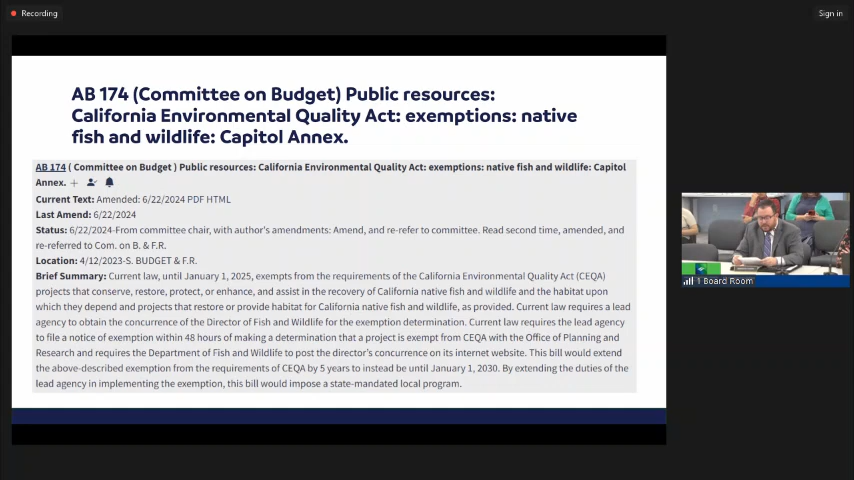 Recording
Sign in
AB 174 (Committee on Budget) Public resources:
California Environmental Quality Act: exemptions: native
fish and wildlife: Capitol Annex.
AB 174 ( Committee on Budget ) Public resources: California Environmental Quality Act: exemptions: native fish and wildlife: Capitol
Annex.
Current Text: Amended: 6/22/2024 PDF HTML
Last Amend: 6/22/2024
Status: 6/22/2024-From committee chair, with author's amendments: Amend, and re-refer to committee. Read second time, amended, and
re-referred to Com. on B. & F.R.
Location: 4/12/2023-S. BUDGET & F.R.
Brief Summary: Current law, until January 1, 2025, exempts from the requirements of the California Environmental Quality Act (CEQA)
projects that conserve, restore, protect, or enhance, and assist in the recovery of California native fish and wildlife and the habitat upon
which they depend and projects that restore or provide habitat for California native fish and wildlife, as provided. Current law requires a lead
agency to obtain the concurrence of the Director of Fish and Wildlife for the exemption determination. Current law requires the lead agency
to file a notice of exemption within 48 hours of making a determination that a project is exempt from CEQA with the Office of Planning and
Research and requires the Department of Fish and Wildlife to post the director's concurrence on its internet website. This bill would extend
the above-described exemption from the requirements of CEQA by 5 years to instead be until January 1, 2030. By extending the duties of the
lead agency in implementing the exemption, this bill would impose a state-mandated local program.
1 Board Room